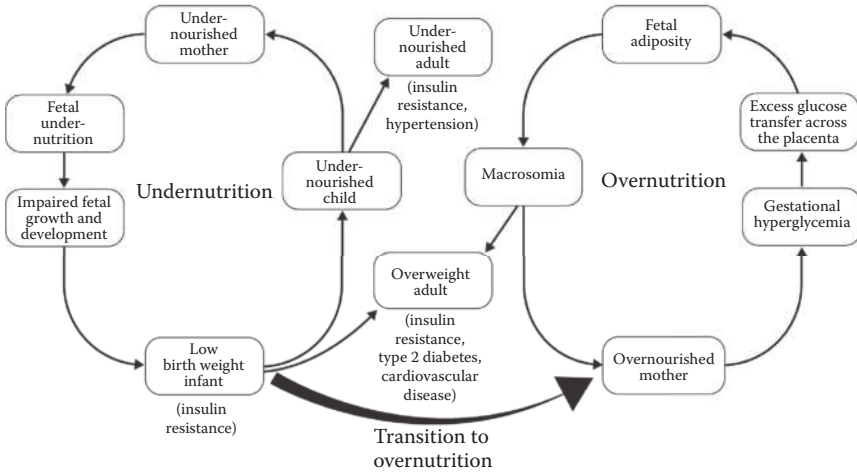 Under-
nourished
mother
Under-
nourished
adult
(insulin
resistance,
hypertension)
Fetal
adiposity
Fetal
under-
nutrition
Excess glucose
transfer across
the placenta
Undernutrition
Under-
nourished
child
Macrosomia
Overnutrition
Impaired fetal
growth and
development
Gestational
hyperglycemia
Overweight
adult
(insulin
resistance,
type 2 diabetes,
cardiovascular
disease)
Low
birth weight
infant
(insulin
resistance)
Overnourished
mother
Transition to
overnutrition